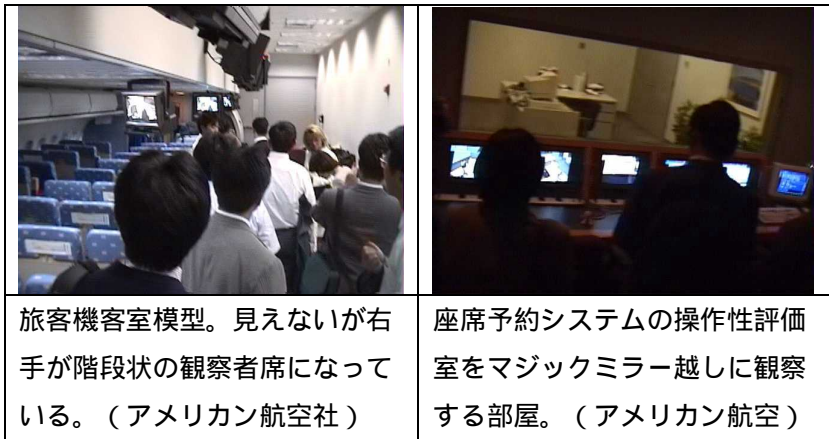 旅客機客室模型。見えないが右
手が階段状の観察者席になって
いる。（アメリカン航空社）
座席予約システムの操作性評価
室をマジックミラー越しに観察
する部屋。（アメリカン航空）